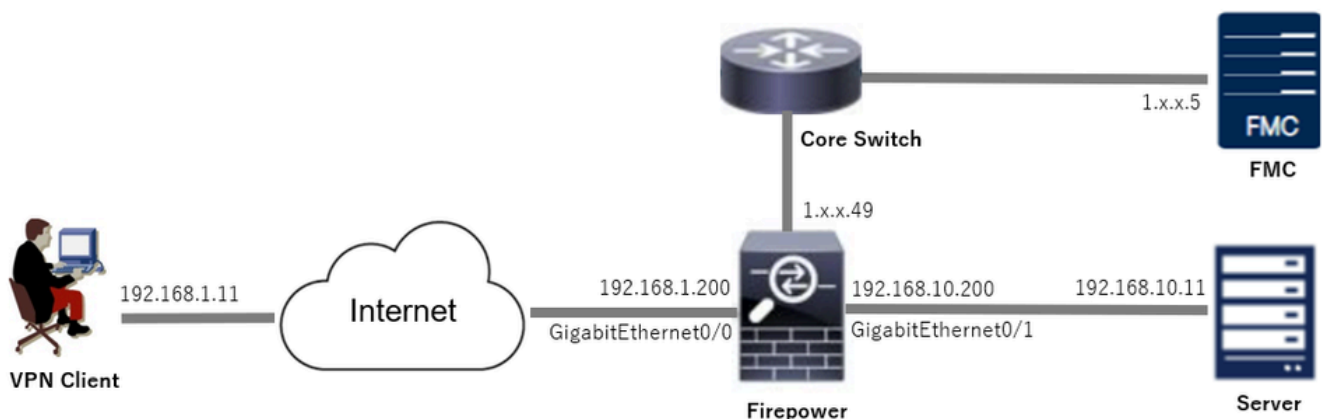 1.x.x.5
FMC
FMC
Core Switch
1.x.x.49
192.168.1.11
Internet
192.168.1.200
GigabitEthernet0/0
192.168.10.200
GigabitEthernet0/1
192.168.10.11
VPN Client
Firepower
Server